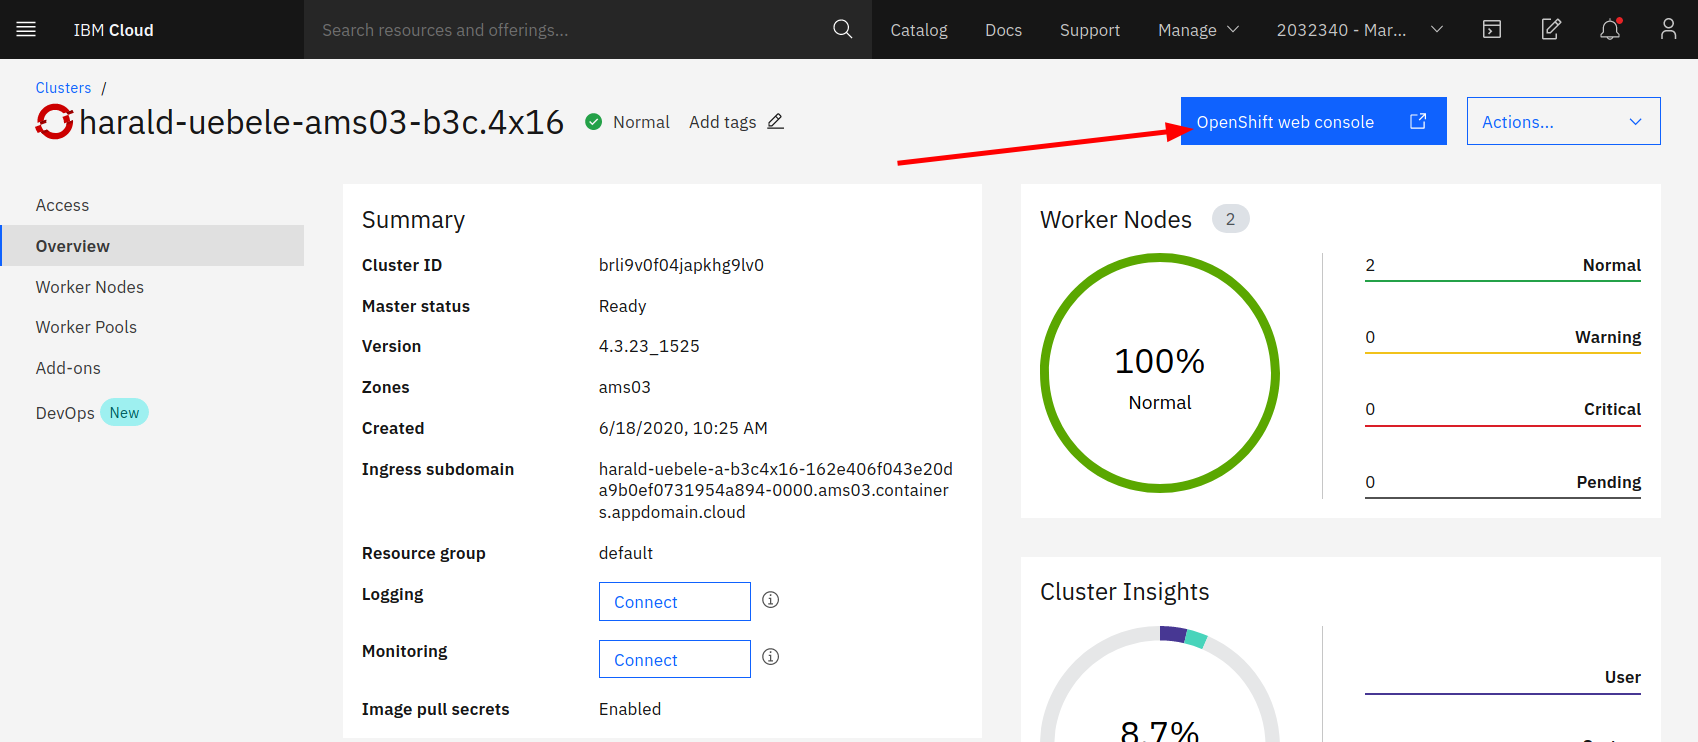 IBM Cloud
Search resources and offerings...
Catalog
Docs
Support
Manage
2032340 - Mar...
Clusters /
harald-uebele-ams03-b3c.4x16
Normal
Add tags
OpenShift web console
Actions...
Access
Overview
Worker Nodes
Worker Pools
Add-ons
DevOps New
Summary
Cluster ID brli9v0f04japkhg9lv0
Master status Ready
Version 4.3.23_1525
Zones ams03
Created 6/18/2020, 10:25 AM
Ingress subdomain harald-uebele-a-b3c4x16-162e406f043e20d
a9b0ef0731954a894-0000.ams03.container
s.appdomain.cloud
Resource group default
Logging Connect
Monitoring Connect
Image pull secrets Enabled
Worker Nodes 2
100%
Normal
2 Normal
0 Warning
0 Critical
0 Pending
Cluster Insights
8.7%
User